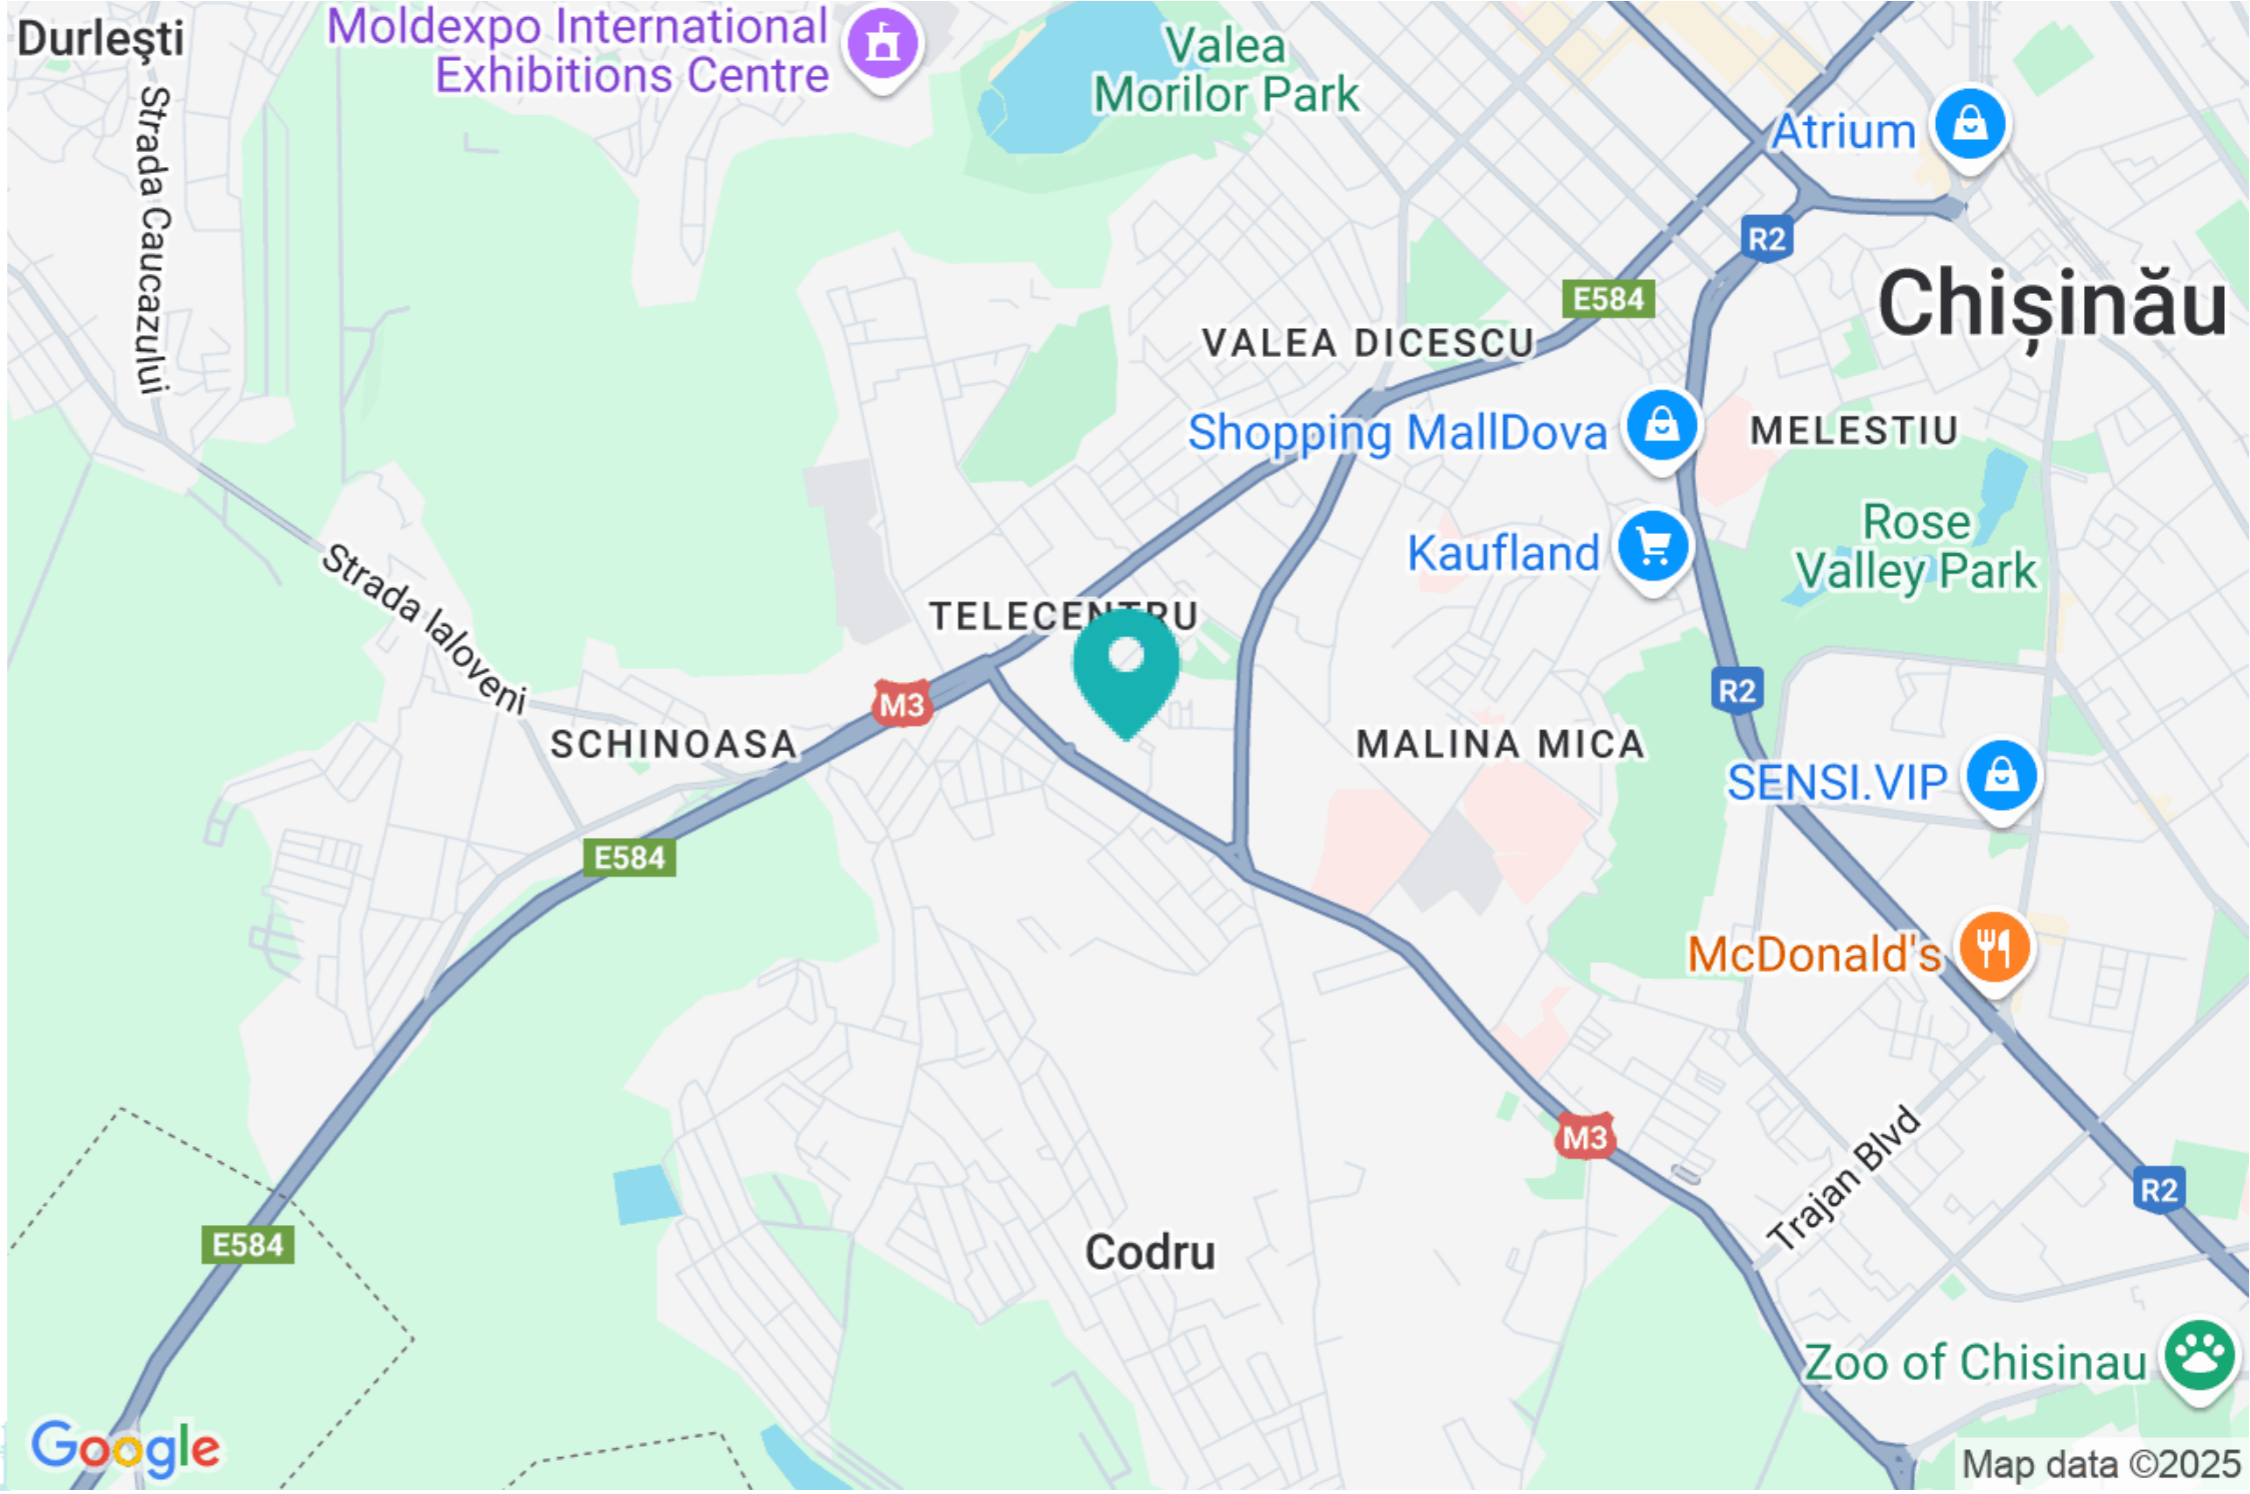 Durlești
Moldexpo International
Exhibitions Centre
Valea
Morilor Park
Atrium
Strada Caucazului
R2
E584
Chișinău
VALEA DICESCU
Shopping MallDova
MELESTIU
Rose
Valley Park
Kaufland
Strada Ialoveni
TELECENTRU
M3
R2
SCHINOASA
MALINA MICA
SENSI.VIP
E584
McDonald's
M3
Trajan Blvd
R2
E584
Codru
Zoo of Chisinau
Google
Map data ©2025